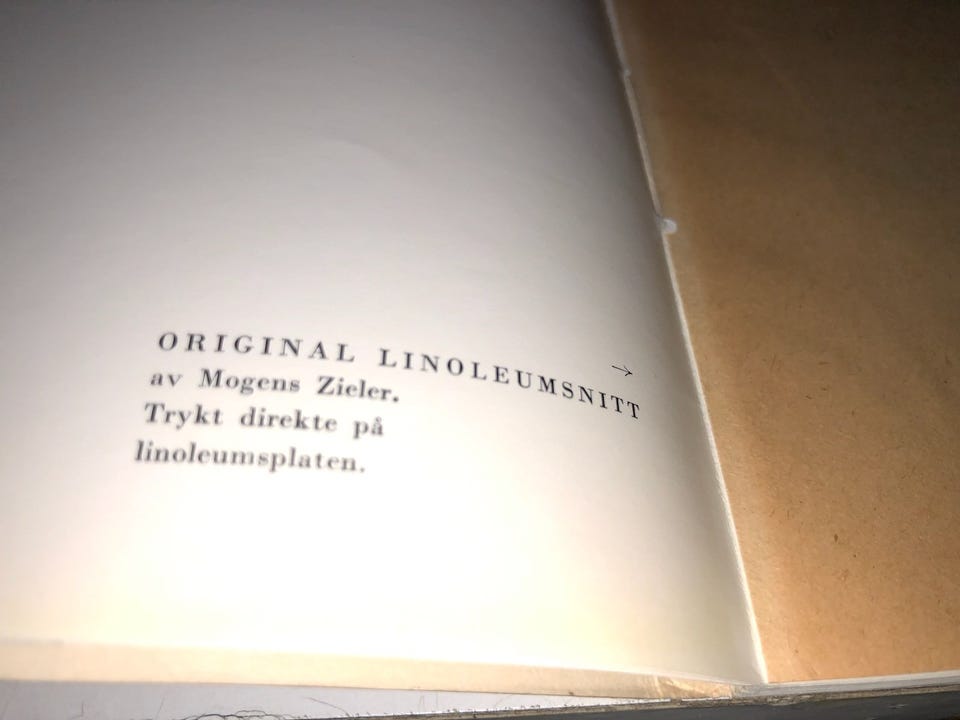 →
ORIGINAL LINOLEUMSNITT
av Mogens Zieler.
Trykt direkte på
linoleumsplaten.